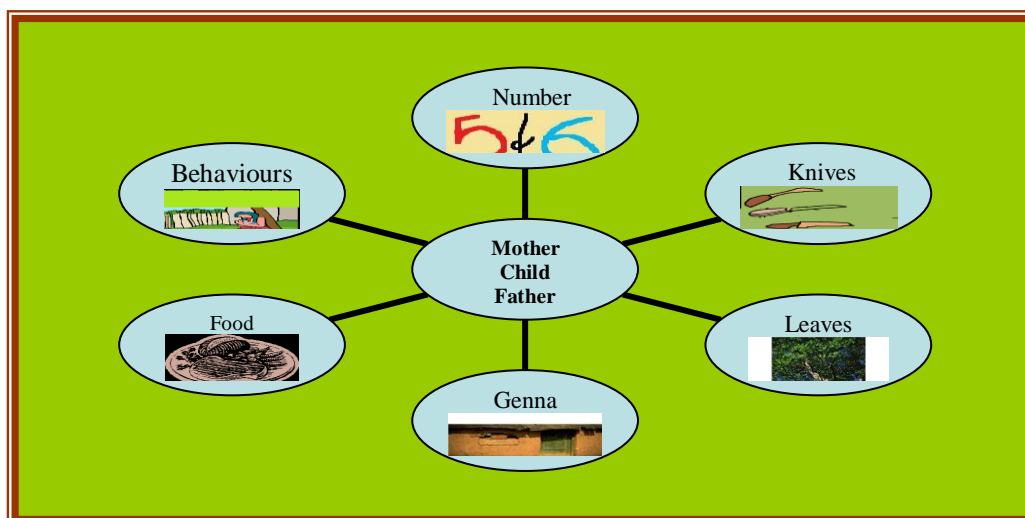 Number
5 & 6
Behaviours
Knives
Mother
Child
Father
Food
Leaves
Genna